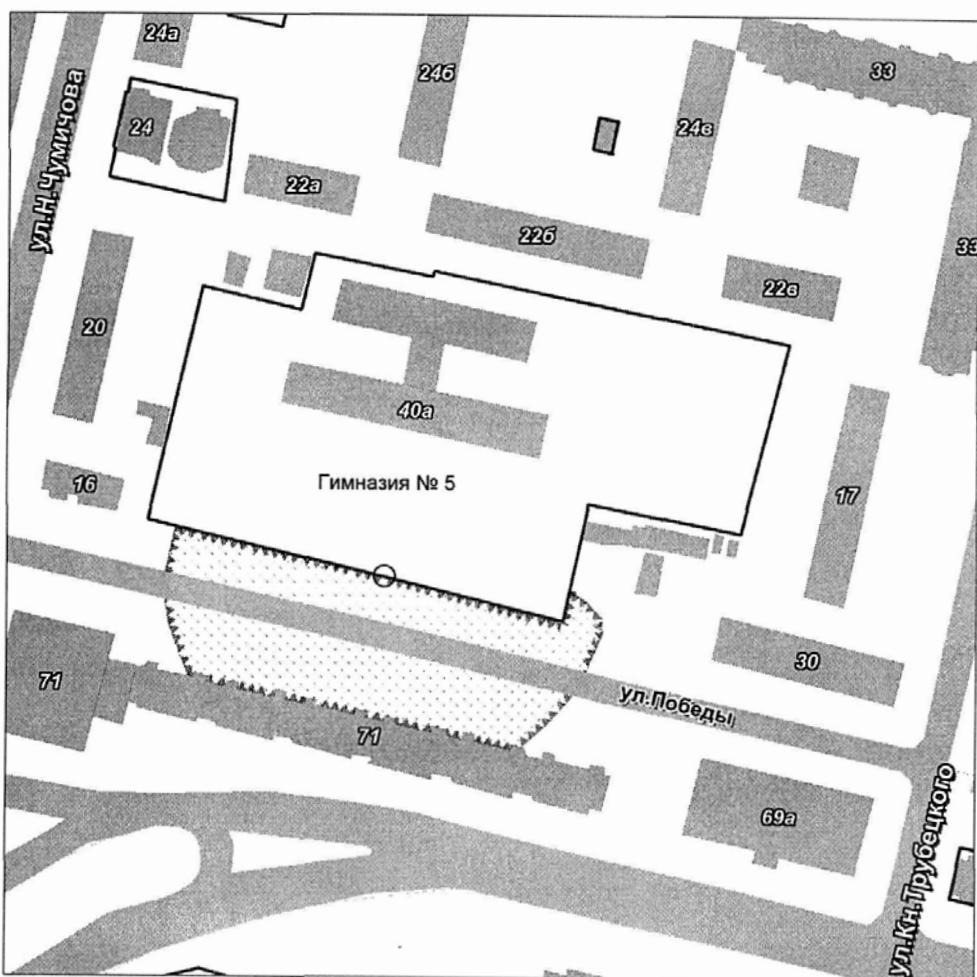 24а
24б
33
24в
24
ул.Н.Чумичова
22а
22б
33
22в
20
40а
Гимназия № 5
17
16
30
71
ул.Победы
71
69а
ул.Кн.Трубецкого